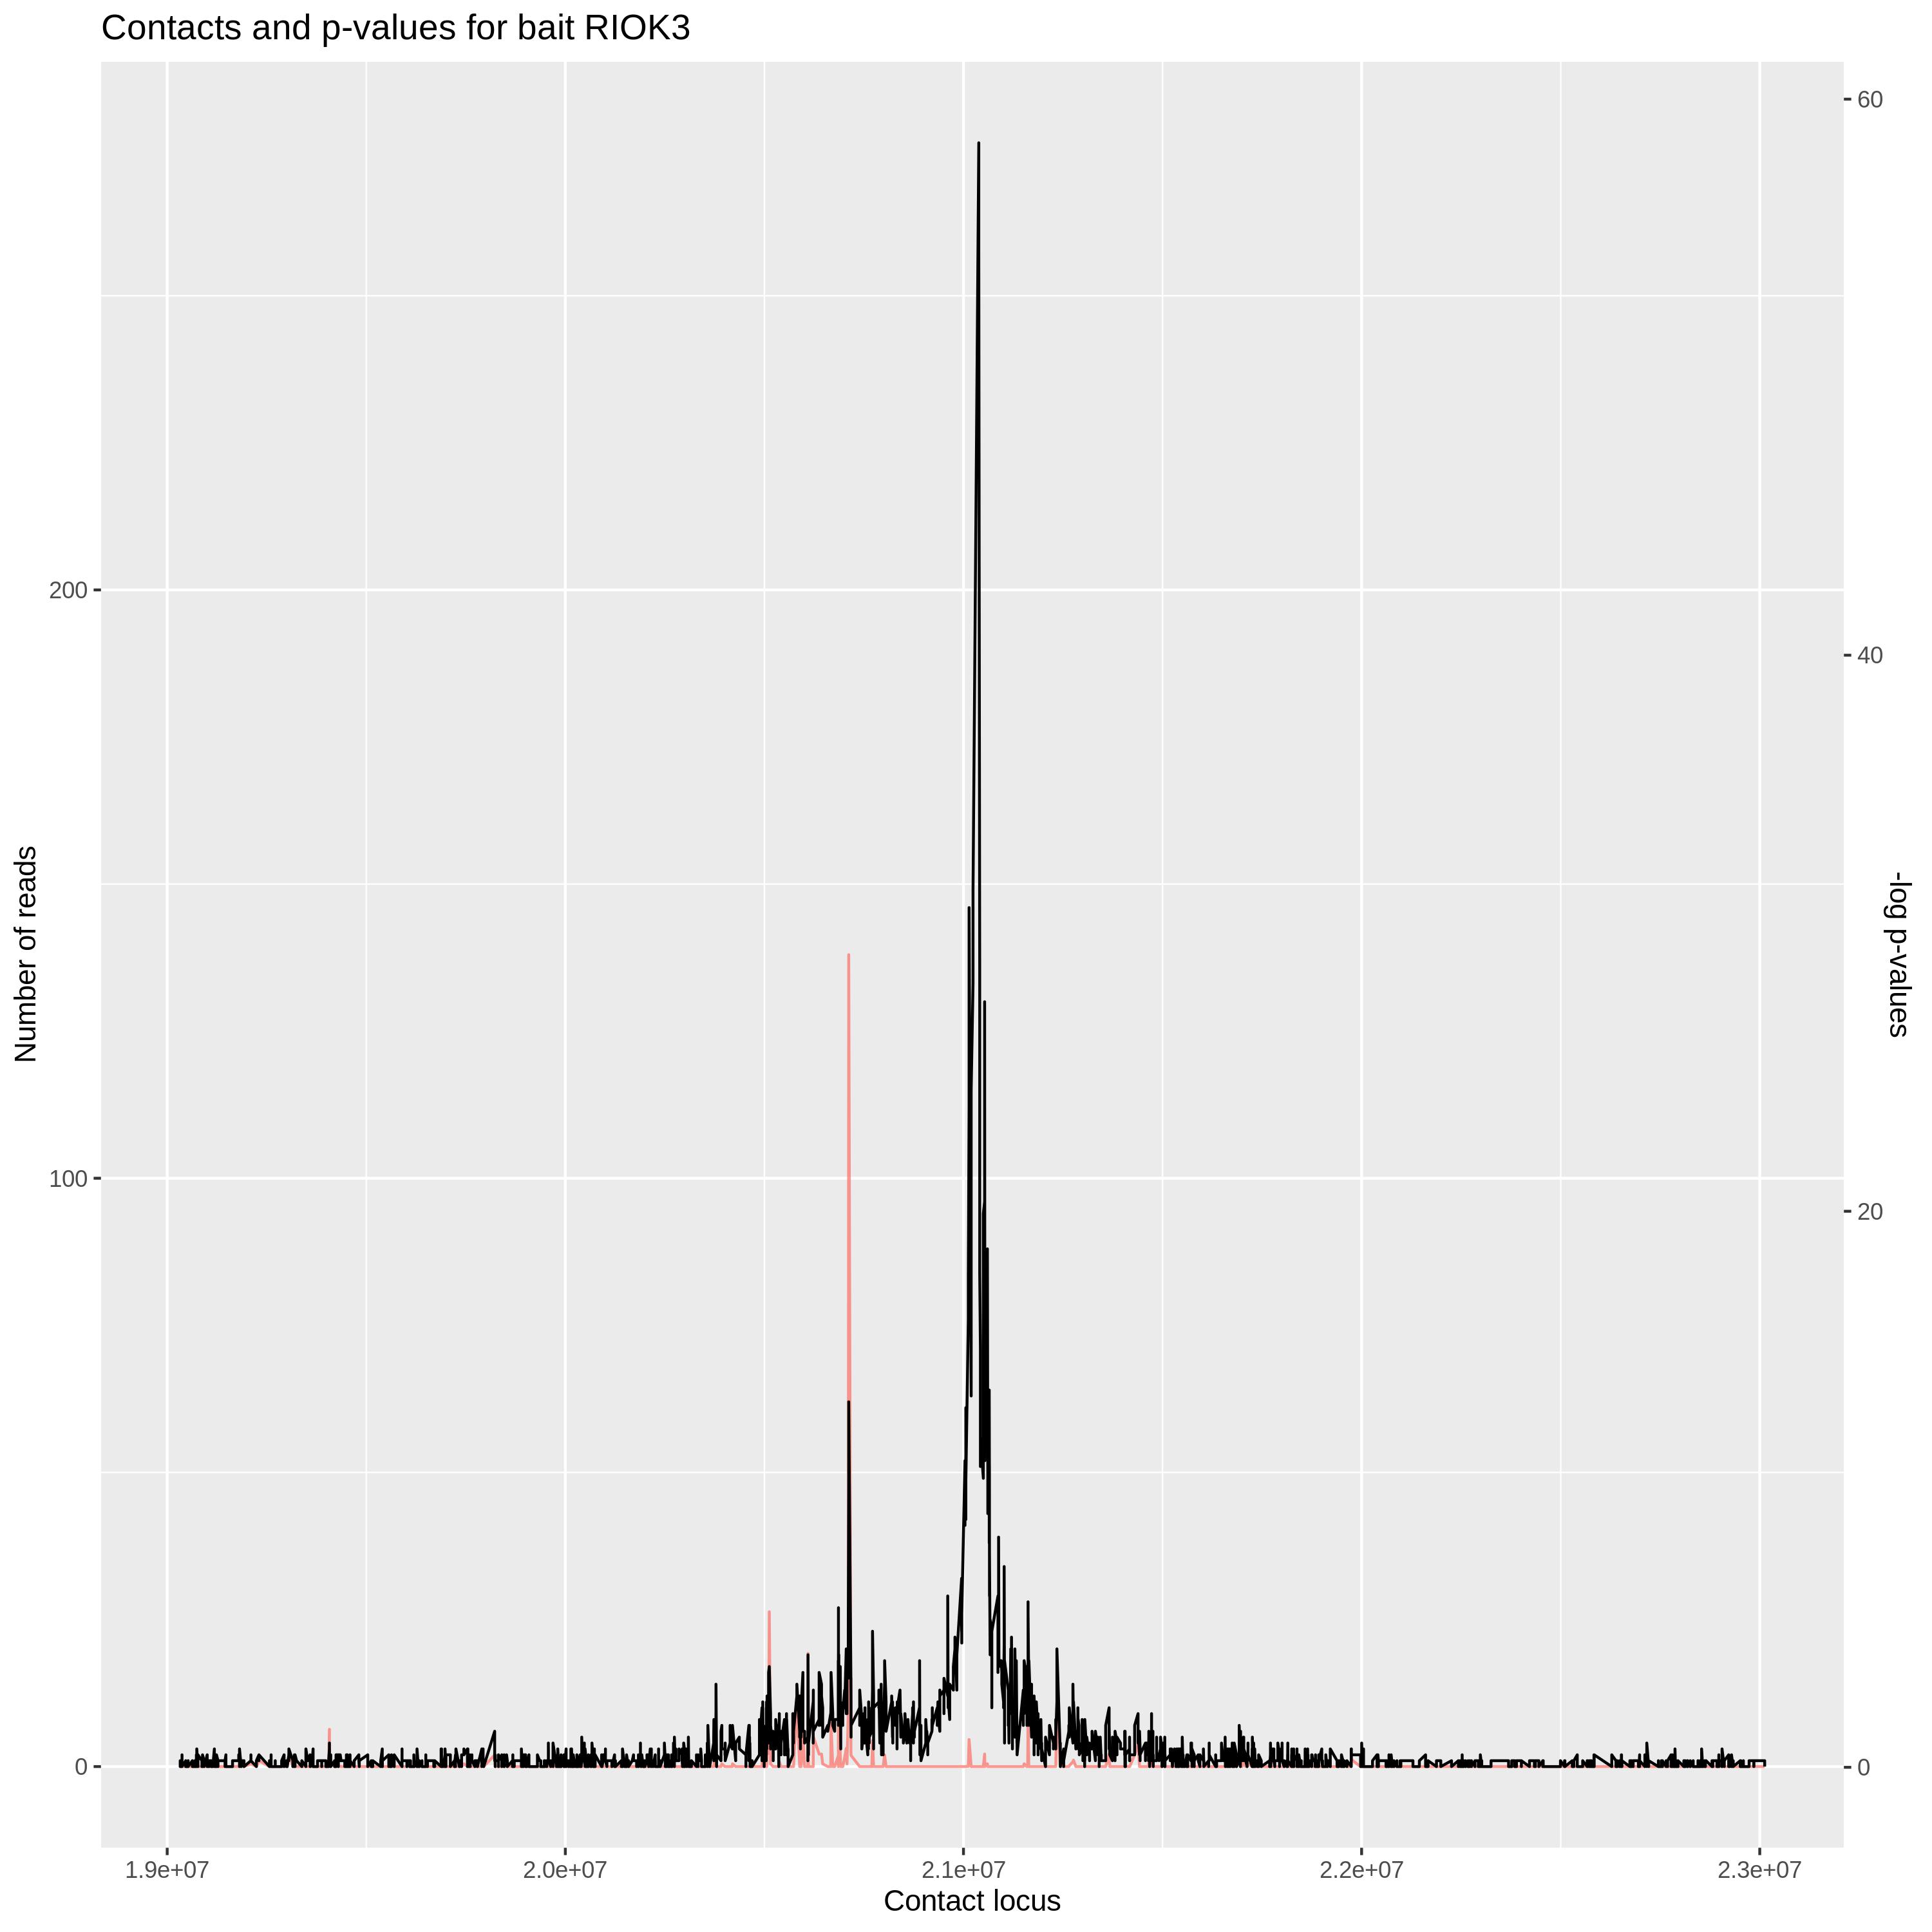 Contacts and p-values for bait RIOK3
60
200
40
Number of reads
-log p-values
100
20
0
0
1.9e+07
2.0e+07
2.1e+07
2.2e+07
2.3e+07
Contact locus